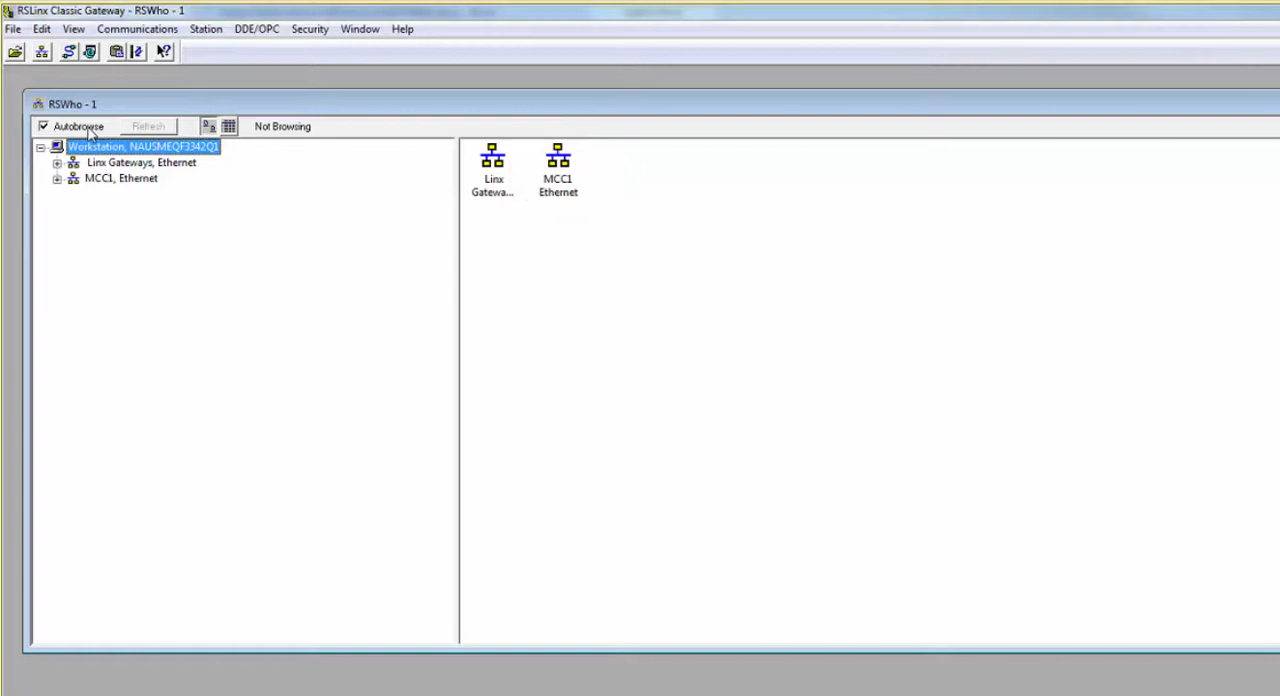 RSLinx Classic Gateway - RSWho - 1
File Edit View Communications Station DDE/OPC Security Window Help
RSWho - 1
Autobrowse Refresh Not Browsing
Workstation, NAUSMEQF3342Q1
Linx Gateways, Ethernet
MCC1, Ethernet
Linx
Gatewa...
MCC1
Ethernet